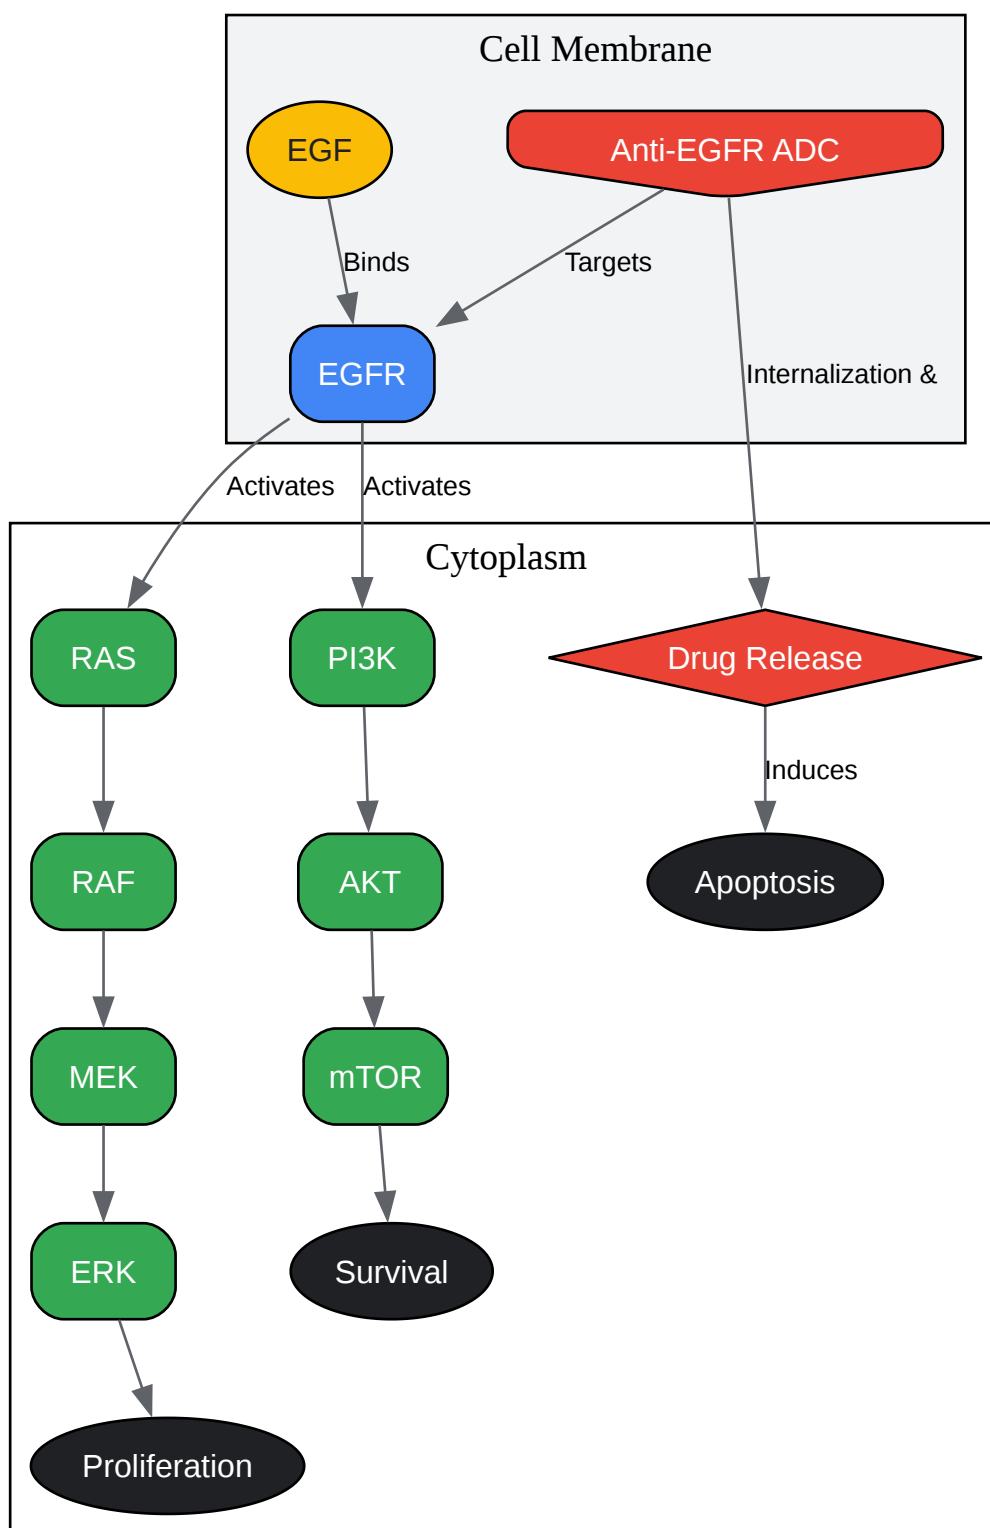 Cell Membrane
EGF
Anti-EGFR ADC
Binds
Targets
EGFR
Internalization &
Activates
Activates
Cytoplasm
RAS
PI3K
Drug Release
Induces
RAF
AKT
Apoptosis
MEK
mTOR
ERK
Survival
Proliferation